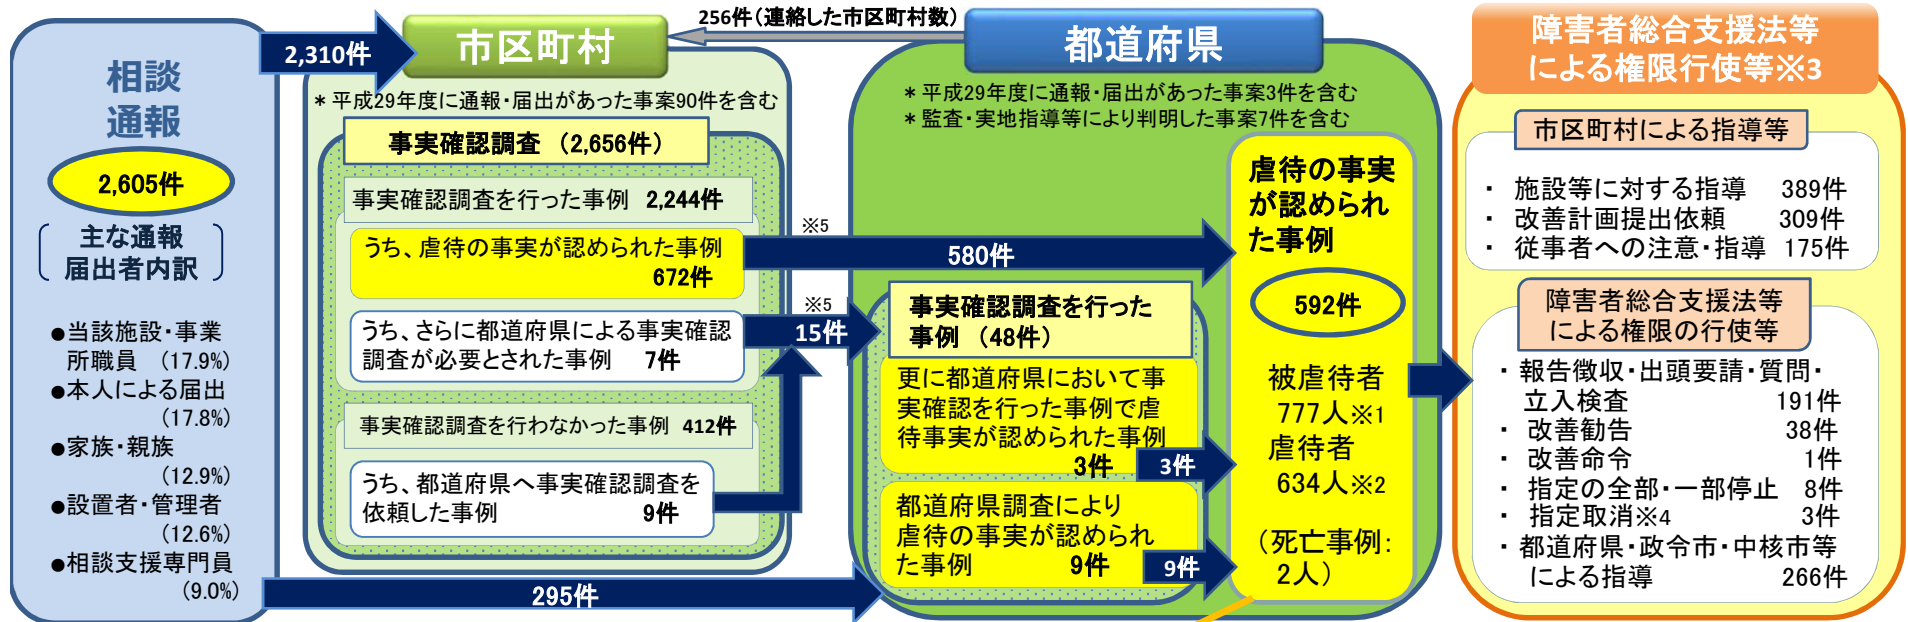 相談
通報
2,605件
主な通報
届出者内訳
●当該施設・事業
所職員 (17.9%)
●本人による届出
(17.8%)
●家族・親族
(12.9%)
●設置者・管理者
(12.6%)
●相談支援専門員
(9.0%)
2,310件
295件
市区町村
256件(連絡した市区町村数)
*平成29年度に通報・届出があった事案90件を含む
事実確認調査 (2,656件)
事実確認調査を行った事例 2,244件
うち、虐待の事実が認められた事例
672件
うち、さらに都道府県による事実確認
調査が必要とされた事例 7件
事実確認調査を行わなかった事例 412件
うち、都道府県へ事実確認調査を
依頼した事例 9件
※5
580件
※5
15件
都道府県
*平成29年度に通報・届出があった事案3件を含む
*監査・実地指導等により判明した事案7件を含む
事実確認調査を行った
事例 (48件)
更に都道府県において事
実確認を行った事例で虐
待事実が認められた事例
3件
3件
都道府県調査により
虐待の事実が認められ
た事例 9件
9件
虐待の事実
が認められ
た事例
592件
被虐待者
777人※1
虐待者
634人※2
(死亡事例:
2人)
障害者総合支援法等
による権限行使等※3
市区町村による指導等
・ 施設等に対する指導 389件
・ 改善計画提出依頼 309件
・ 従事者への注意・指導 175件
障害者総合支援法等
による権限の行使等
・報告徴収・出頭要請・質問・
立入検査 191件
・ 改善勧告 38件
・ 改善命令 1件
・ 指定の全部・一部停止 8件
・ 指定取消※4 3件
・都道府県・政令市・中核市等
による指導 266件